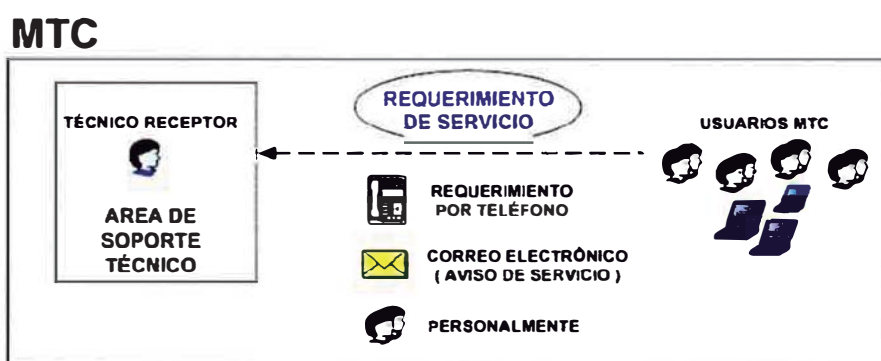 MTC
TÉCNICO RECEPTOR
AREA DE
SOPORTE
TÉCNICO
REQUERIMIENTO
DE SERVICIO
USUARIOS MTC
REQUERIMIENTO
POR TELÉFONO
CORREO ELECTRÔNICO
( AVISO DE SERVICIO )
PERSONALMENTE